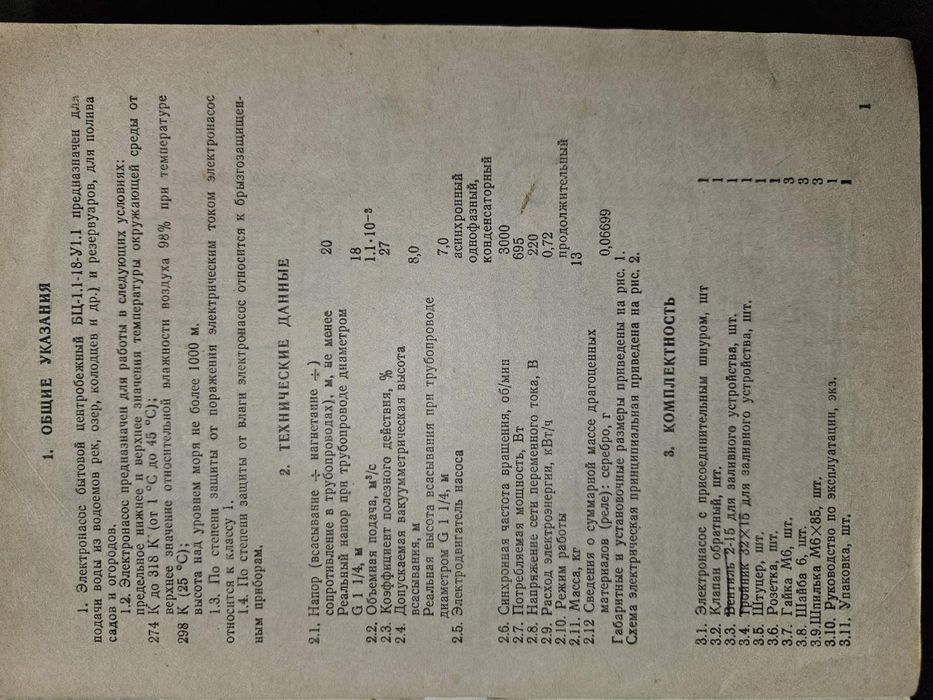 1. ОБЩИЕ УКАЗАНИЯ
1. Электронасос бытовой центробежный БЦ-1.1-18-У1.1 предназначен для
подачи воды из водоемов рек, озер, колодцев и др.) и резервуаров, для полива
садов и огородов.
1.2. Электронасос предназначен для работы в следующих условиях:
предельное нижнее и верхнее значения температуры окружающей среды от
274 К до 318 К (от 1 °С до 45 °С);
верхнее значение относительной влажности воздуха 98% при температуре
298 К (25 °С);
высота над уровнем моря не более 1000 м.
1.3. По степени защиты от поражения электрическим током электронасос
относится к классу 1.
1.4. По степени защиты от влаги электронасос относится к брызгозащищен-
ным приборам.
2. ТЕХНИЧЕСКИЕ ДАННЫЕ
2.1. Напор (всасывание ÷ нагнетание ÷)
сопротивление в трубопроводах), м, не менее 20
Реальный напор при трубопроводе диаметром
G 1 1/4, м 18
2.2. Объемная подача, м³/с 1.1·10⁻³
2.3. Коэффициент полезного действия, % 27
2.4. Допускаемая вакуумметрическая высота
всасывания, м 8,0
Реальная высота всасывания при трубопроводе
диаметром G 1 1/4, м 7,0
2.5. Электродвигатель насоса асинхронный
однофазный,
конденсаторный
2.6. Синхронная частота вращения, об/мин 3000
2.7. Потребляемая мощность, Вт 695
2.8. Напряжение сети переменного тока, В 220
2.9. Расход электроэнергии, кВт/ч 0,72
2.10. Режим работы продолжительный
2.11. Масса, кг 13
2.12 Сведения о суммарной массе драгоценных
материалов (реле): серебро, г 0,06699
Габаритные и установочные размеры приведены на рис. 1.
Схема электрическая принципиальная приведена на рис. 2.
3. КОМПЛЕКТНОСТЬ
3.1. Электронасос с присоединительным шнуром, шт 1
3.2. Клапан обратный, шт. 1
3.3. Вентиль 2-15 для заливного устройства, шт. 1
3.4. Тройник 32×15 для заливного устройства, шт. 1
3.5. Штуцер, шт. 1
3.6. Розетка, шт. 1
3.7. Гайка М6, шт. 3
3.8. Шайба 6, шт. 3
3.9. Шпилька М6×85, шт. 3
3.10. Руководство по эксплуатации, экз. 1
3.11. Упаковка, шт. 1
1